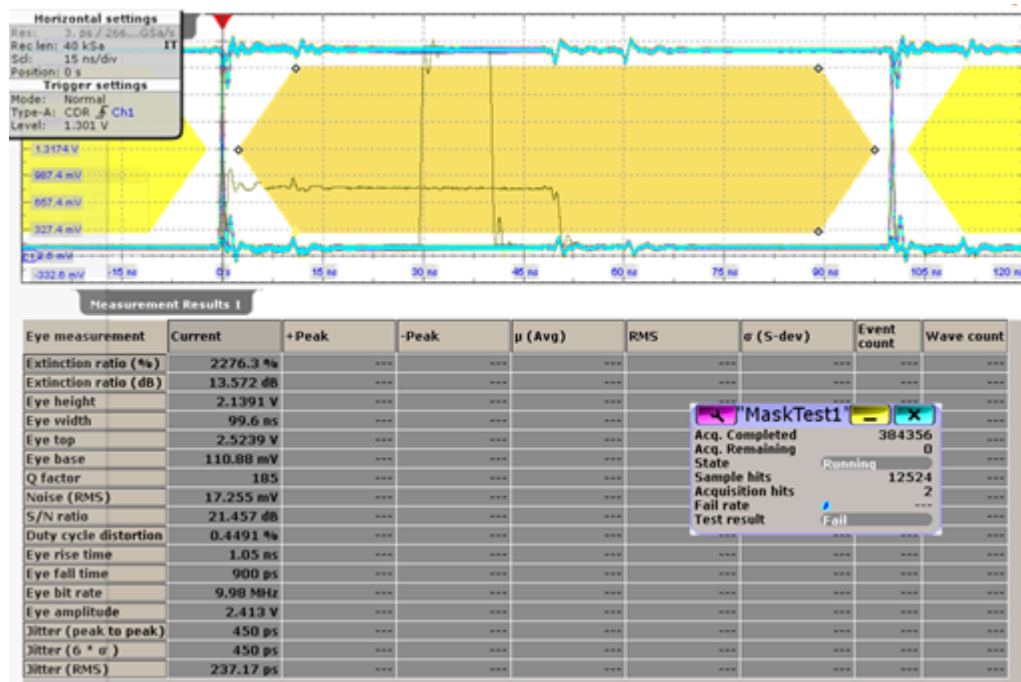 Horizontal settings
Res: 3. ps / 266....GSa/s
Rec len: 40 kSa IT
Scl: 15 ns/div
Position: 0 s
Trigger settings
Mode: Normal
Type-A: CDR Ch1
Level: 1.301 V
1.3174 V
987.4 mV
657.4 mV
327.4 mV
-332.6 mV
-15 ns 0 s 15 ns 30 ns 45 ns 60 ns 75 ns 90 ns 105 ns 120 ns
Measurement Results 1
Eye measurement Current +Peak -Peak μ (Avg) RMS σ (S-dev) Event count Wave count
Extinction ratio (%) 2276.3 % --- --- --- --- --- --- ---
Extinction ratio (dB) 13.572 dB --- --- --- --- --- --- ---
Eye height 2.1391 V --- --- --- --- --- --- ---
Eye width 99.6 ns --- --- --- --- ---
Eye top 2.5239 V --- --- --- --- ---
Eye base 110.88 mV --- --- --- --- ---
Q factor 185 --- --- --- --- ---
Noise (RMS) 17.255 mV --- --- --- --- ---
S/N ratio 21.457 dB --- --- --- --- ---
Duty cycle distortion 0.4491 % --- --- --- --- --- --- ---
Eye rise time 1.05 ns --- --- --- --- --- --- ---
Eye fall time 900 ps --- --- --- --- --- --- ---
Eye bit rate 9.98 MHz --- --- --- --- --- --- ---
Eye amplitude 2.413 V --- --- --- --- --- --- ---
Jitter (peak to peak) 450 ps --- --- --- --- --- --- ---
Jitter (6 * σ ) 450 ps --- --- --- --- --- --- ---
Jitter (RMS) 237.17 ps --- --- --- --- --- --- ---
"MaskTest1"
Acq. Completed 384356
Acq. Remaining 0
State Running
Sample hits 12524
Acquisition hits 2
Fail rate ---
Test result Fail